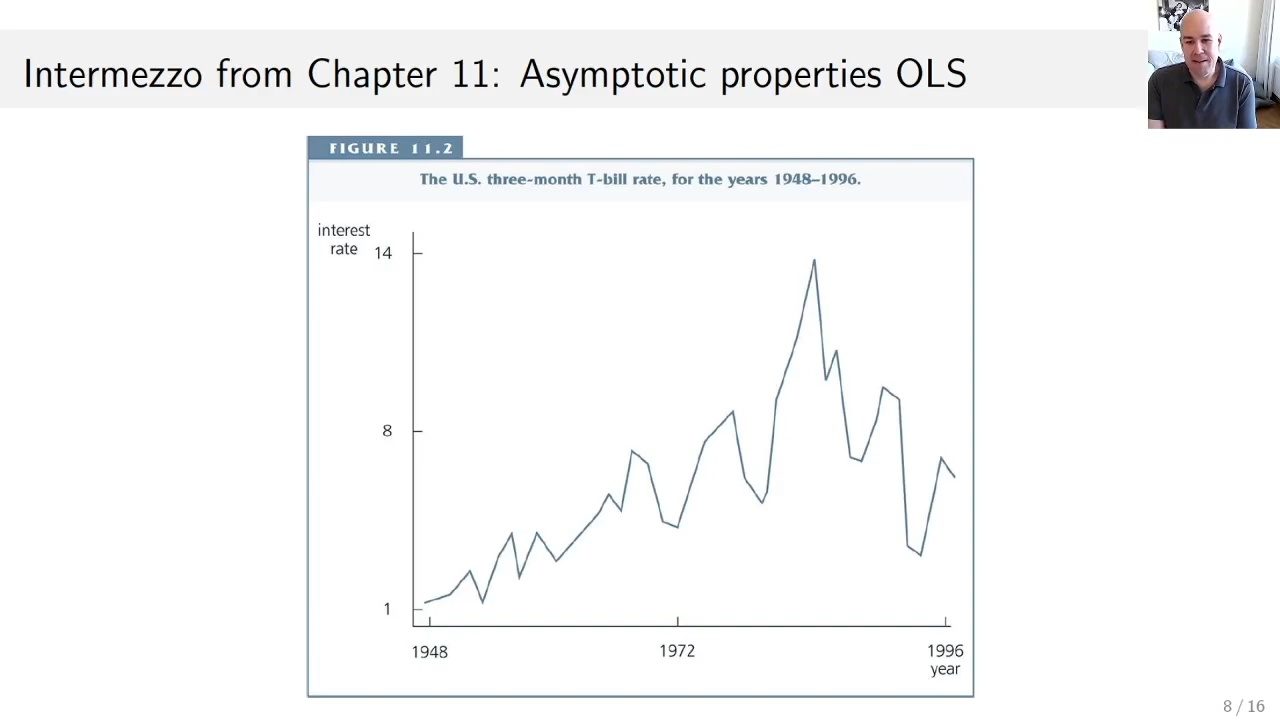 Intermezzo from Chapter 11: Asymptotic properties OLS
FIGURE 11.2
The U.S. three-month T-bill rate, for the years 1948–1996.
interest
rate
14
8
1
1948
1972
1996
year
8 / 16